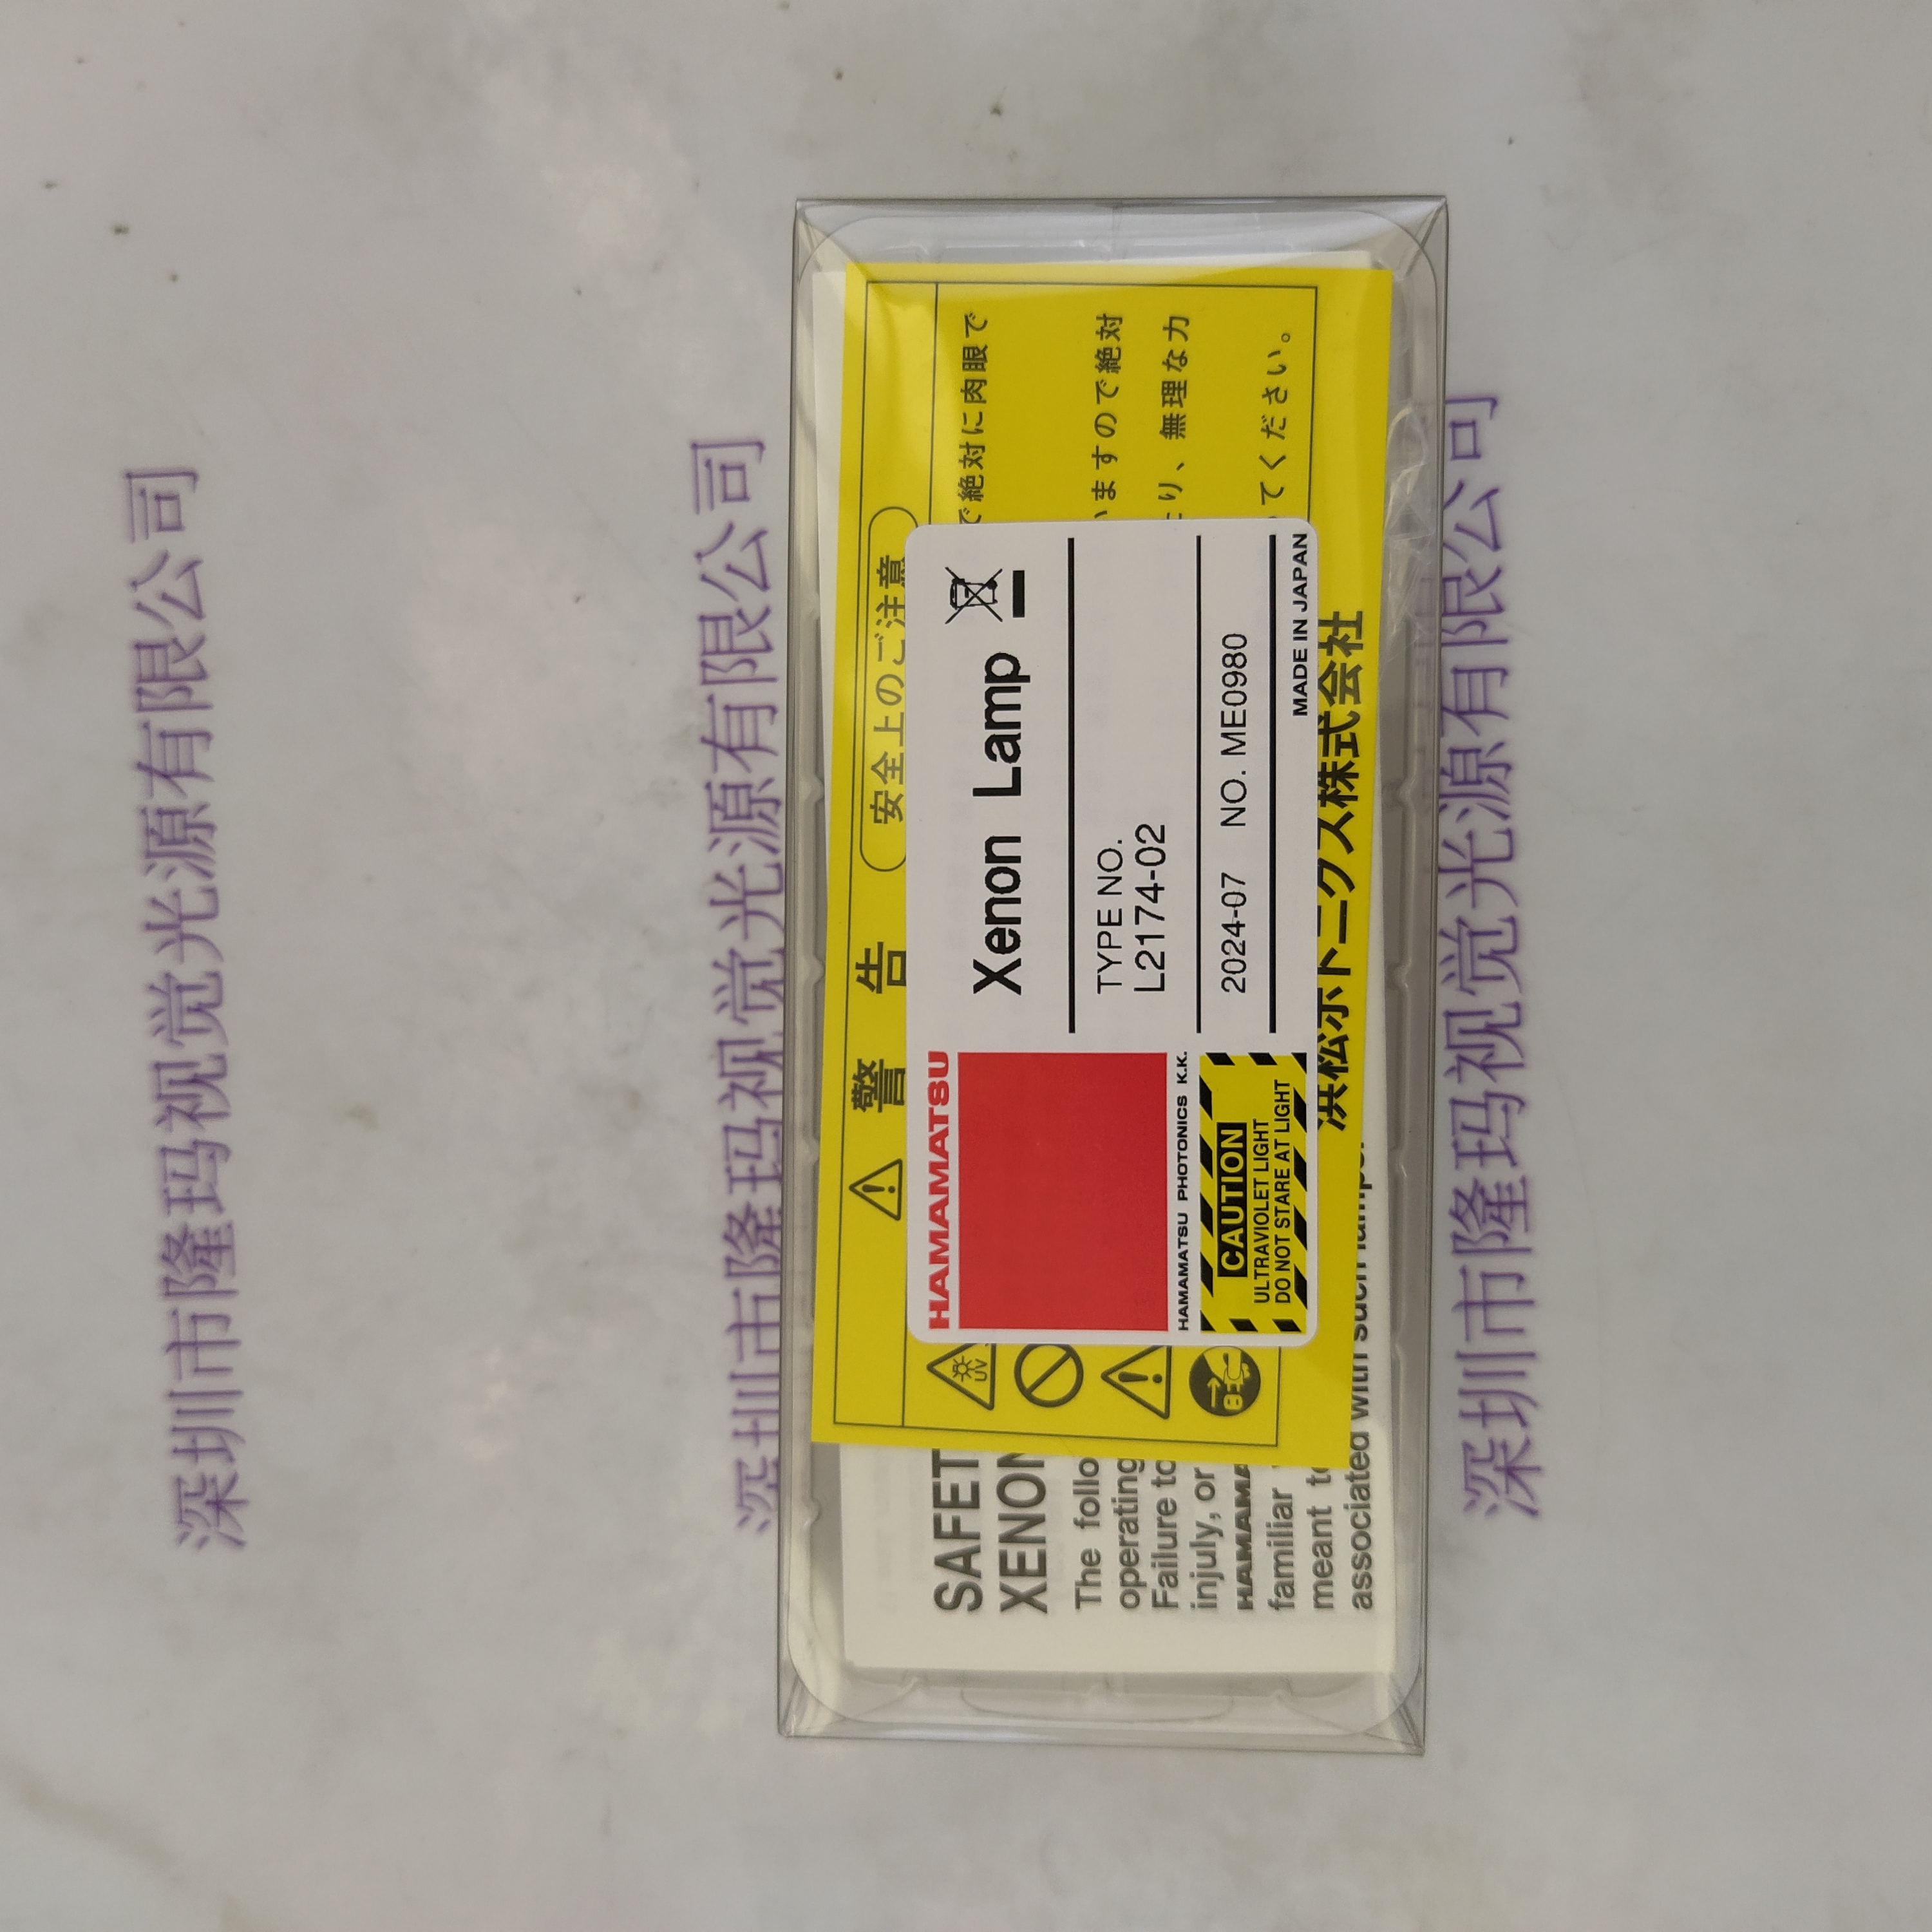 深圳市隆玛视觉光源有限公司
深圳市隆玛视觉光源有限公司
警告
安全上のご注意
で絶対に肉眼で
いますので絶対
り、無理な力
てください。
浜松ホトニクス株式会社
UV
HAMAMATSU
HAMAMATSU PHOTONICS K.K.
CAUTION
ULTRAVIOLET LIGHT
DO NOT STARE AT LIGHT
Xenon Lamp
TYPE NO.
L2174-02
2024-07 NO. ME0980
MADE IN JAPAN
SAFET
XENON
The follo
operating
Failure to
injuly, or
HAMAMA
familiar
meant to
associated with such lamps.
深圳市隆玛视觉光源有限公司